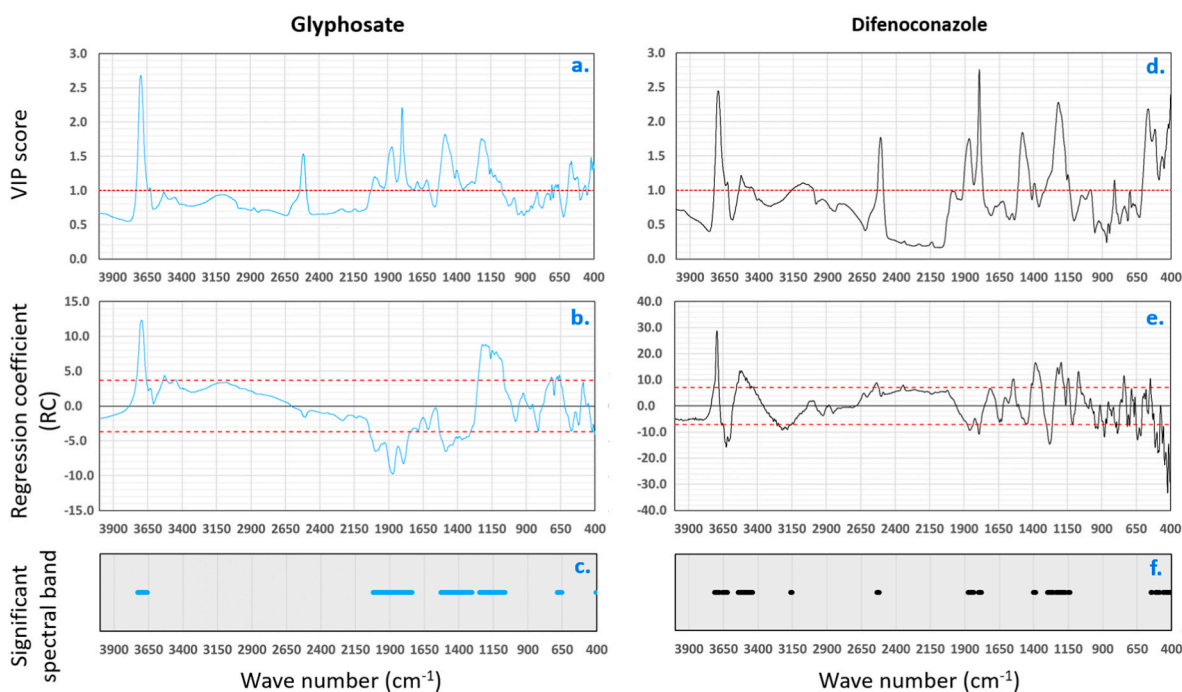 Glyphosate
Difenoconazole
VIP score
3.0
2.5
2.0
1.5
1.0
0.5
0.0
a.
3900 3650 3400 3150 2900 2650 2400 2150 1900 1650 1400 1150 900 650 400
3.0
2.5
2.0
1.5
1.0
0.5
0.0
d.
3900 3650 3400 3150 2900 2650 2400 2150 1900 1650 1400 1150 900 650 400
Regression coefficient
(RC)
15.0
10.0
5.0
0.0
-5.0
-10.0
-15.0
b.
3900 3650 3400 3150 2900 2650 2400 2150 1900 1650 1400 1150 900 650 400
40.0
30.0
20.0
10.0
0.0
-10.0
-20.0
-30.0
-40.0
e.
3900 3650 3400 3150 2900 2650 2400 2150 1900 1650 1400 1150 900 650 400
Significant
spectral band
c.
3900 3650 3400 3150 2900 2650 2400 2150 1900 1650 1400 1150 900 650 400
f.
3900 3650 3400 3150 2900 2650 2400 2150 1900 1650 1400 1150 900 650 400
Wave number (cm⁻¹)
Wave number (cm⁻¹)